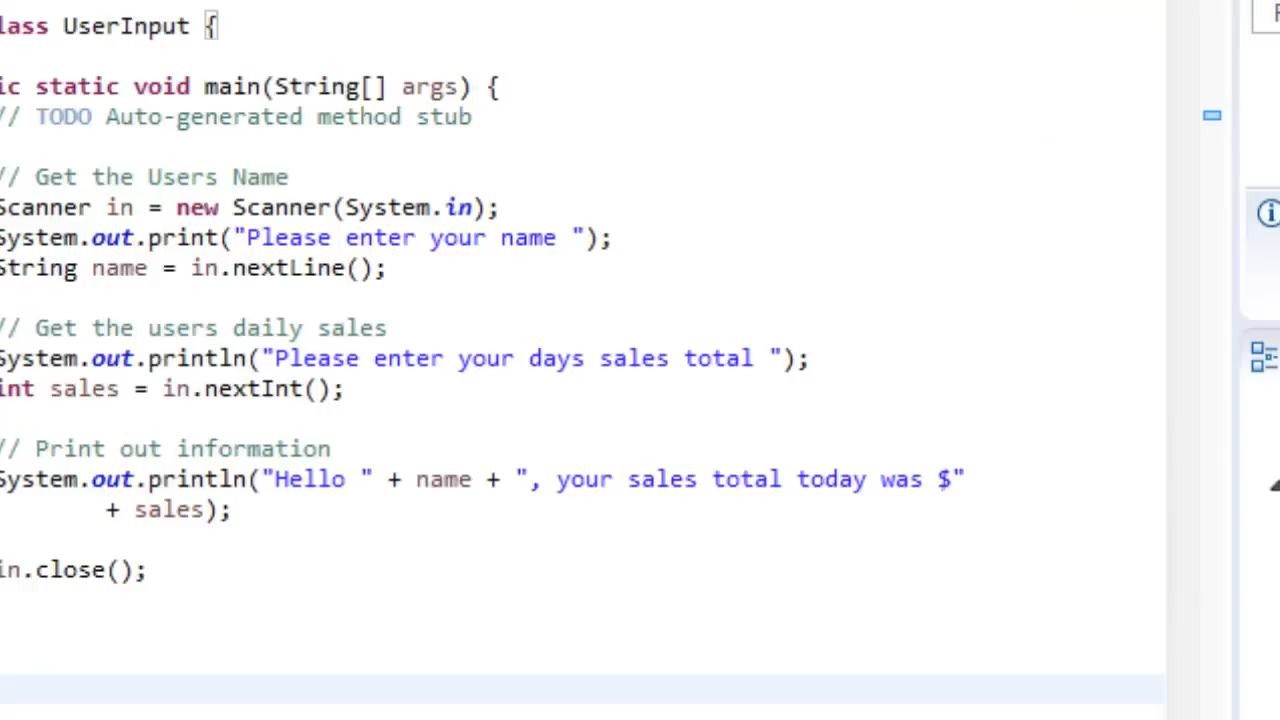 lass UserInput {
ic static void main(String[] args) {
// TODO Auto-generated method stub
// Get the Users Name
Scanner in = new Scanner(System.in);
System.out.print("Please enter your name ");
String name = in.nextLine();
// Get the users daily sales
System.out.println("Please enter your days sales total ");
int sales = in.nextInt();
// Print out information
System.out.println("Hello " + name + ", your sales total today was $"
+ sales);
in.close();